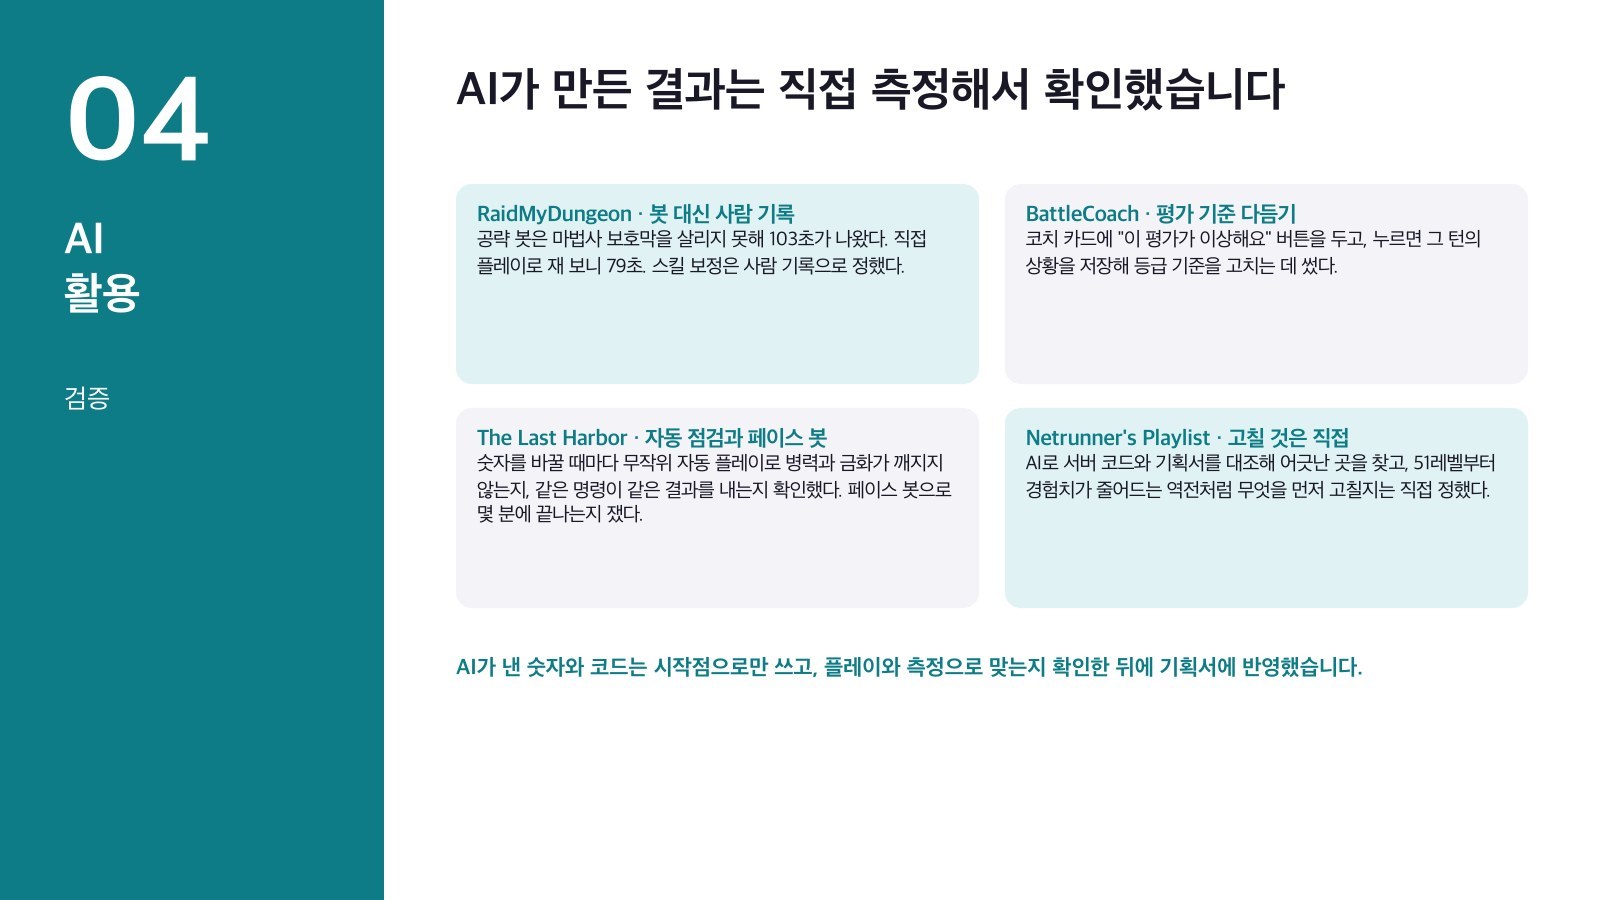 04
AI
활용
검증
AI가 만든 결과는 직접 측정해서 확인했습니다
RaidMyDungeon · 봇 대신 사람 기록
공략 봇은 마법사 보호막을 살리지 못해 103초가 나왔다. 직접
플레이로 재 보니 79초. 스킬 보정은 사람 기록으로 정했다.
BattleCoach · 평가 기준 다듬기
코치 카드에 "이 평가가 이상해요" 버튼을 두고, 누르면 그 턴의
상황을 저장해 등급 기준을 고치는 데 썼다.
The Last Harbor · 자동 점검과 페이스 봇
숫자를 바꿀 때마다 무작위 자동 플레이로 병력과 금화가 깨지지
않는지, 같은 명령이 같은 결과를 내는지 확인했다. 페이스 봇으로
몇 분에 끝나는지 쟀다.
Netrunner's Playlist · 고칠 것은 직접
AI로 서버 코드와 기획서를 대조해 어긋난 곳을 찾고, 51레벨부터
경험치가 줄어드는 역전처럼 무엇을 먼저 고칠지는 직접 정했다.
AI가 낸 숫자와 코드는 시작점으로만 쓰고, 플레이와 측정으로 맞는지 확인한 뒤에 기획서에 반영했습니다.